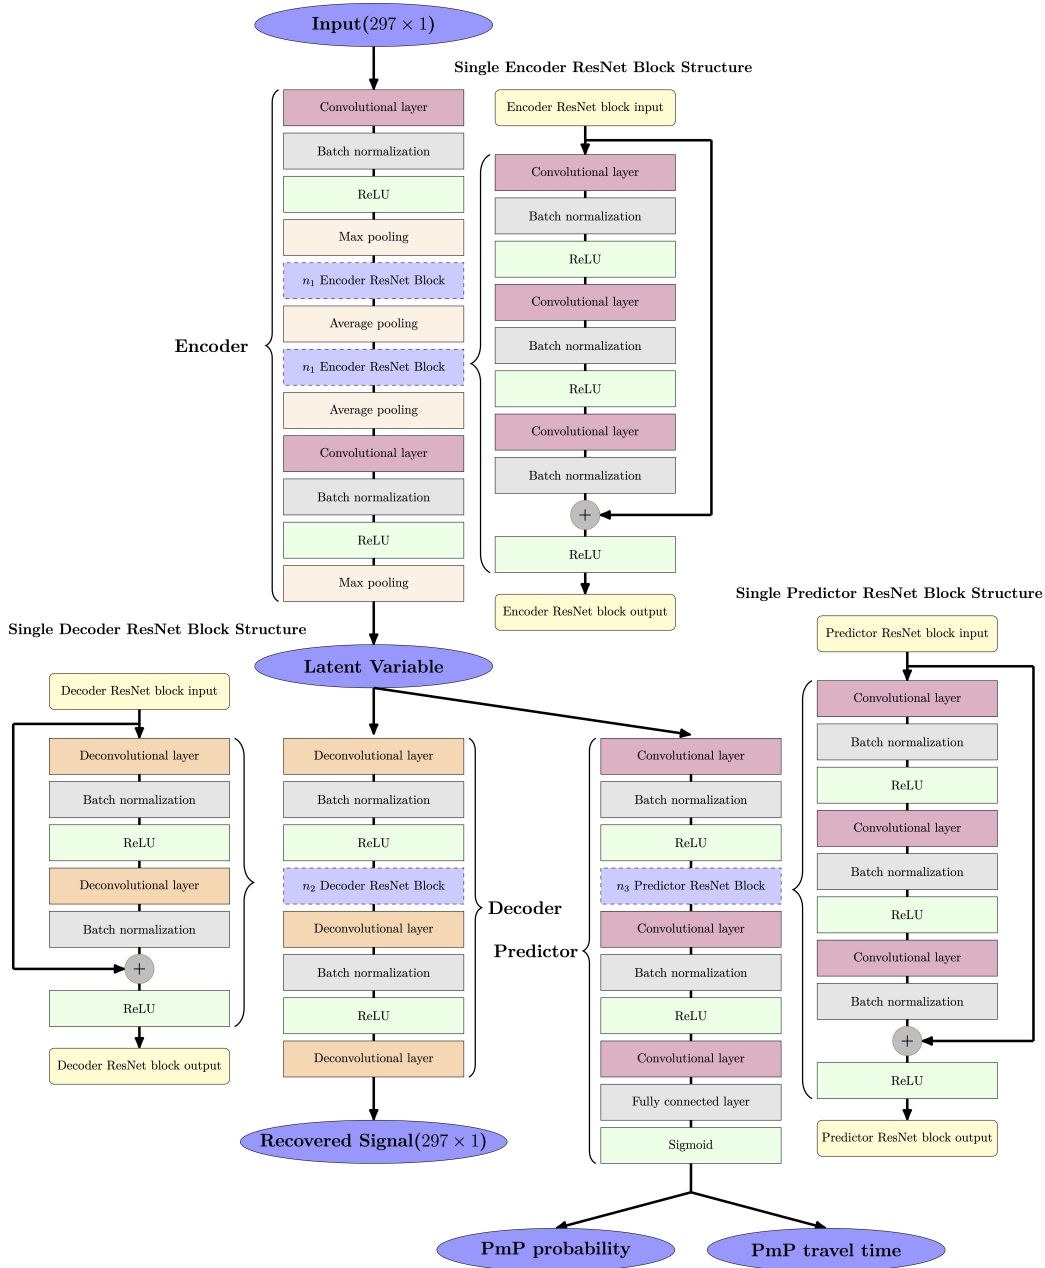 Input(297 × 1)
Single Encoder ResNet Block Structure
Convolutional layer
Batch normalization
ReLU
Max pooling
n₁ Encoder ResNet Block
Average pooling
n₁ Encoder ResNet Block
Average pooling
Convolutional layer
Batch normalization
ReLU
Max pooling
Encoder
Encoder ResNet block input
Convolutional layer
Batch normalization
ReLU
Convolutional layer
Batch normalization
ReLU
Convolutional layer
Batch normalization
+
ReLU
Encoder ResNet block output
Latent Variable
Single Decoder ResNet Block Structure
Decoder ResNet block input
Deconvolutional layer
Batch normalization
ReLU
Deconvolutional layer
Batch normalization
+
ReLU
Decoder ResNet block output
Deconvolutional layer
Batch normalization
ReLU
n₂ Decoder ResNet Block
Deconvolutional layer
Batch normalization
ReLU
Deconvolutional layer
Decoder
Recovered Signal(297 × 1)
Predictor
Convolutional layer
Batch normalization
ReLU
n₃ Predictor ResNet Block
Convolutional layer
Batch normalization
ReLU
Convolutional layer
Fully connected layer
Sigmoid
Single Predictor ResNet Block Structure
Predictor ResNet block input
Convolutional layer
Batch normalization
ReLU
Convolutional layer
Batch normalization
ReLU
Convolutional layer
Batch normalization
+
ReLU
Predictor ResNet block output
PmP probability
PmP travel time